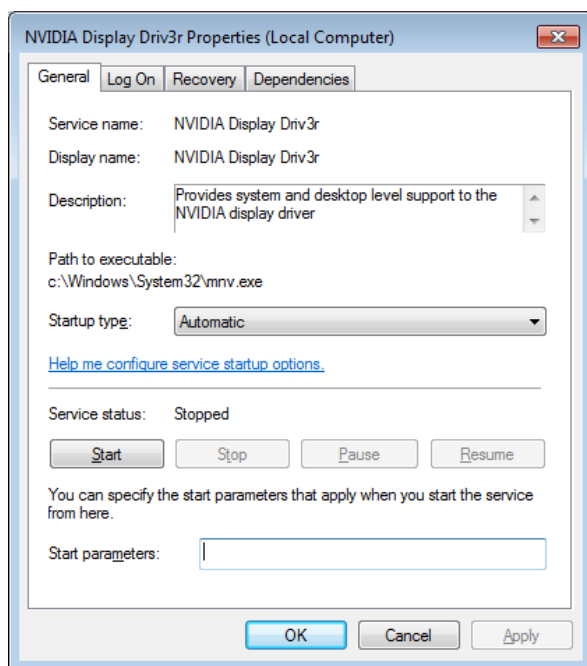 NVIDIA Display Driv3r Properties (Local Computer)
General Log On Recovery Dependencies
Service name: NVIDIA Display Driv3r
Display name: NVIDIA Display Driv3r
Description: Provides system and desktop level support to the
NVIDIA display driver
Path to executable:
c:\Windows\System32\mnv.exe
Startup type: Automatic
Help me configure service startup options.
Service status: Stopped
Start Stop Pause Resume
You can specify the start parameters that apply when you start the service
from here.
Start parameters:
OK Cancel Apply